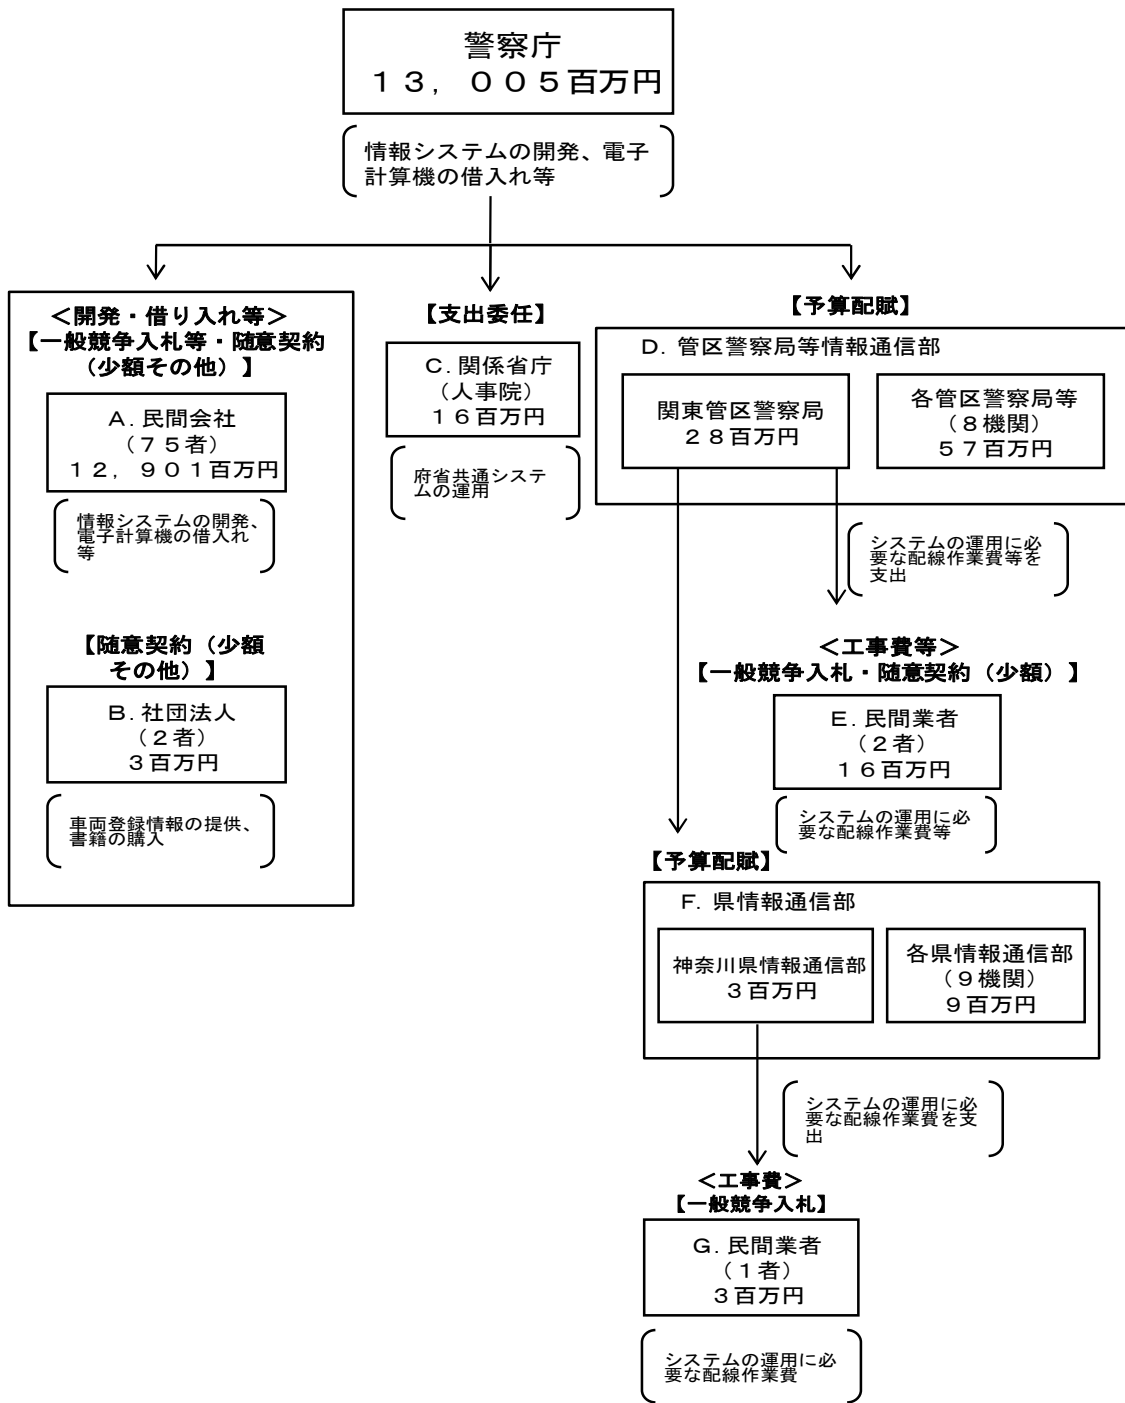 警察庁
１３，００５百万円
情報システムの開発、電子
計算機の借入れ等
＜開発・借り入れ等＞
【一般競争入札等・随意契約
（少額その他）】
Ａ．民間会社
（７５者）
１２，９０１百万円
情報システムの開発、
電子計算機の借入れ
等
【随意契約（少額
その他）】
Ｂ．社団法人
（２者）
３百万円
車両登録情報の提供、
書籍の購入
【支出委任】
Ｃ．関係省庁
（人事院）
１６百万円
府省共通システ
ムの運用
【予算配賦】
Ｄ．管区警察局等情報通信部
関東管区警察局
２８百万円
各管区警察局等
（８機関）
５７百万円
システムの運用に必
要な配線作業費等を
支出
＜工事費等＞
【一般競争入札・随意契約（少額）】
Ｅ．民間業者
（２者）
１６百万円
システムの運用に必
要な配線作業費等
【予算配賦】
Ｆ．県情報通信部
神奈川県情報通信部
３百万円
各県情報通信部
（９機関）
９百万円
システムの運用に必
要な配線作業費を支
出
＜工事費＞
【一般競争入札】
Ｇ．民間業者
（１者）
３百万円
システムの運用に必
要な配線作業費